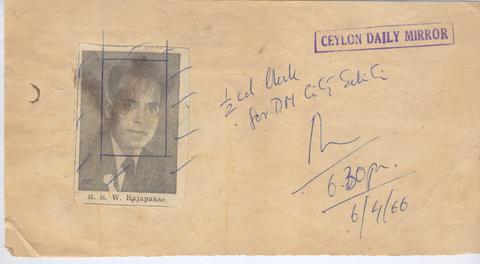 CEYLON DAILY MIRROR
½ col block
for DM City Edition
6.30pm.
6/4/66
R. K. W. Rajapakse